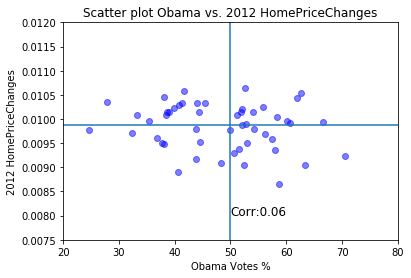 Scatter plot Obama vs. 2012 HomePriceChanges
0.0120
0.0115
0.0110
0.0105
0.0100
0.0095
0.0090
0.0085
0.0080
0.0075
2012 HomePriceChanges
Corr:0.06
20 30 40 50 60 70 80
Obama Votes %